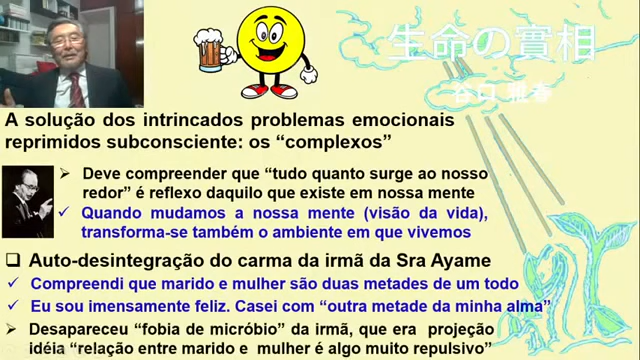 生命の實相
谷口 雅春
A solução dos intrincados problemas emocionais
reprimidos subconsciente: os “complexos”
Deve compreender que “tudo quanto surge ao nosso
redor” é reflexo daquilo que existe em nossa mente
Quando mudamos a nossa mente (visão da vida),
transforma-se também o ambiente em que vivemos
Auto-desintegração do carma da irmã da Sra Ayame
Compreendi que marido e mulher são duas metades de um todo
Eu sou imensamente feliz. Casei com “outra metade da minha alma”
Desapareceu “fobia de micróbio” da irmã, que era projeção
idéia “relação entre marido e mulher é algo muito repulsivo”